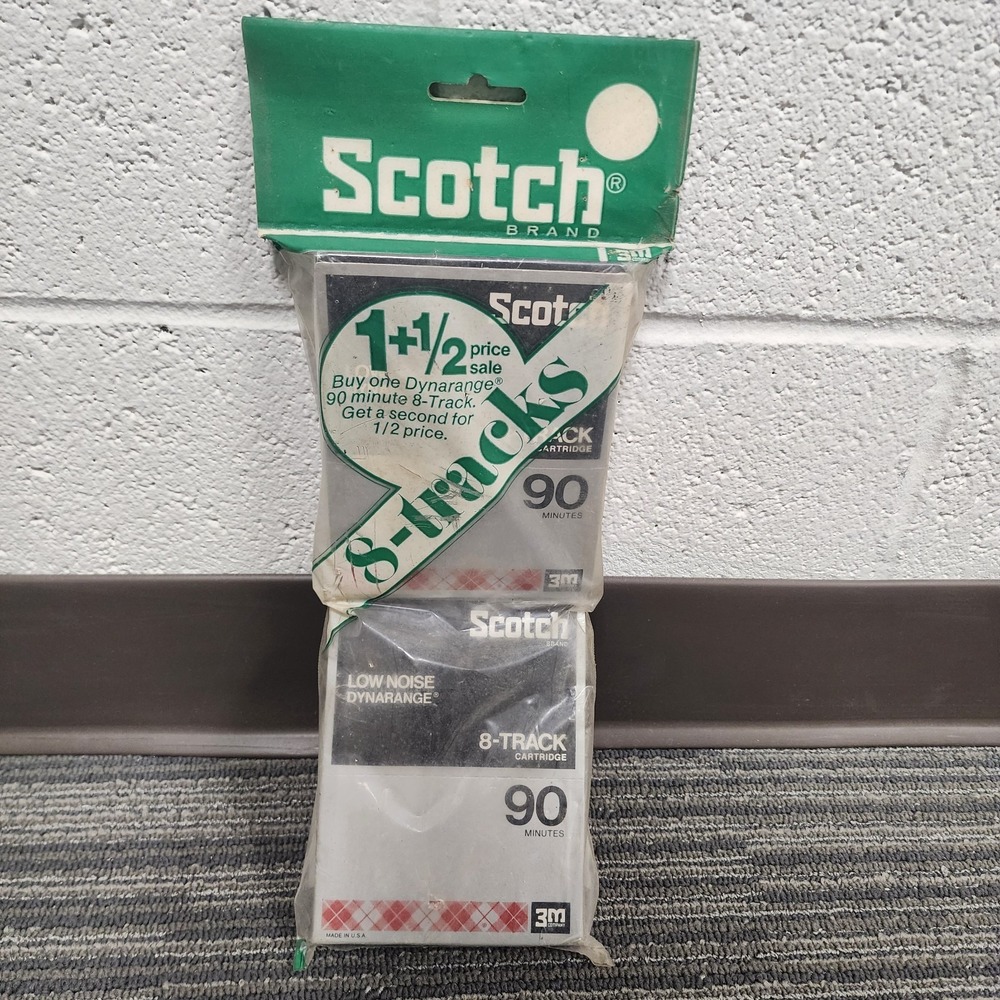 Scotch®
BRAND
3M
Scotch
1+1/2 price
sale
Buy one Dynarange®
90 minute 8-Track.
Get a second for
1/2 price.
8-tracks
CARTRIDGE
90
MINUTES
3M
Scotch
BRAND
LOW NOISE
DYNARANGE®
8-TRACK
CARTRIDGE
90
MINUTES
3M
COMPANY
MADE IN U.S.A.